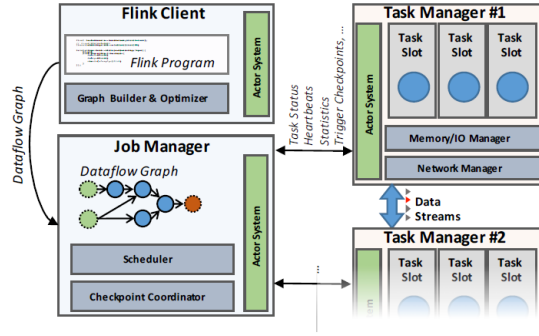 Flink Client
Flink Program
Graph Builder & Optimizer
Actor System
Dataflow Graph
Job Manager
Dataflow Graph
Scheduler
Checkpoint Coordinator
Actor System
Task Status
Heartbeats
Statistics
Trigger Checkpoints, ...
...
Task Manager #1
Actor System
Task
Slot
Task
Slot
Task
Slot
Memory/IO Manager
Network Manager
Data
Streams
Task Manager #2
Task
Slot
Task
Slot
Task
Slot